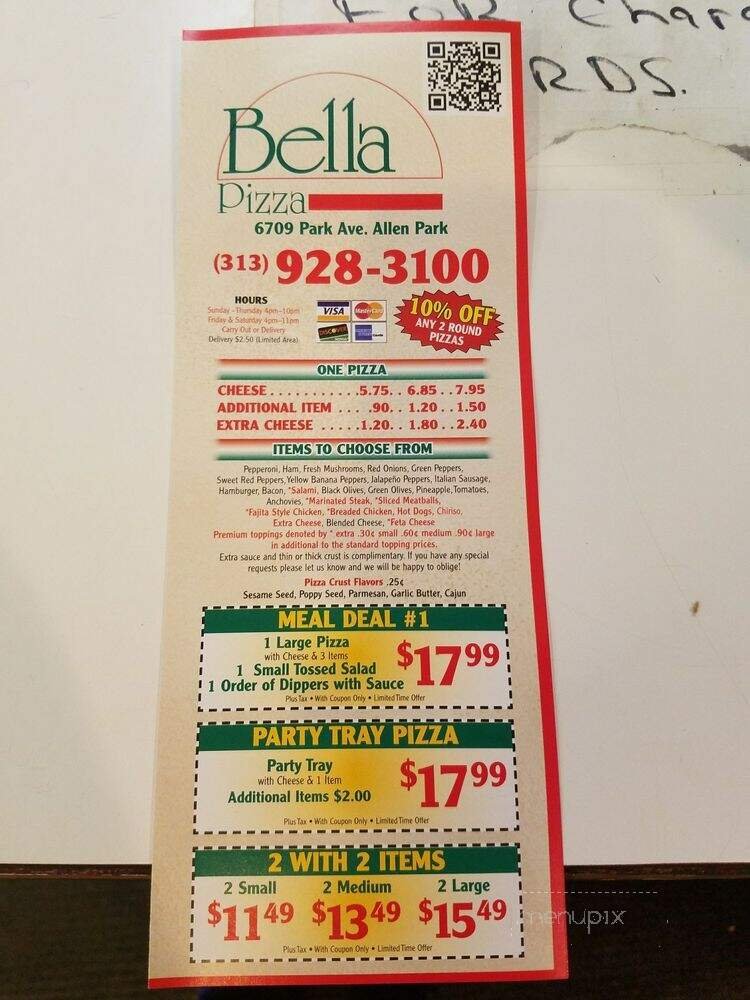 FOR Char
RDS.
Bella
Pizza
6709 Park Ave. Allen Park
(313) 928-3100
HOURS
Sunday -Thursday 4pm-10pm
Friday & Saturday 4pm-11pm
Carry Out or Delivery
Delivery $2.50 (Limited Area)
VISA MasterCard
DISCOVER
10% OFF
ANY 2 ROUND
PIZZAS
ONE PIZZA
CHEESE...........5.75. . 6.85 . . 7.95
ADDITIONAL ITEM . . . .90. . 1.20 . . 1.50
EXTRA CHEESE . . . . .1.20. . 1.80 . . 2.40
ITEMS TO CHOOSE FROM
Pepperoni, Ham, Fresh Mushrooms, Red Onions, Green Peppers,
Sweet Red Peppers, Yellow Banana Peppers, Jalapeño Peppers, Italian Sausage,
Hamburger, Bacon, *Salami, Black Olives, Green Olives, Pineapple, Tomatoes,
Anchovies, *Marinated Steak, *Sliced Meatballs,
*Fajita Style Chicken, *Breaded Chicken, Hot Dogs, Chiriso,
Extra Cheese, Blended Cheese, *Feta Cheese
Premium toppings denoted by * extra .30¢ small .60¢ medium .90¢ large
in additional to the standard topping prices.
Extra sauce and thin or thick crust is complimentary. If you have any special
requests please let us know and we will be happy to oblige!
Pizza Crust Flavors .25¢
Sesame Seed, Poppy Seed, Parmesan, Garlic Butter, Cajun
MEAL DEAL #1
1 Large Pizza
with Cheese & 3 Items
1 Small Tossed Salad
1 Order of Dippers with Sauce
$17 99
Plus Tax • With Coupon Only • Limited Time Offer
PARTY TRAY PIZZA
Party Tray
with Cheese & 1 Item
Additional Items $2.00
$17 99
Plus Tax • With Coupon Only • Limited Time Offer
2 WITH 2 ITEMS
2 Small 2 Medium 2 Large
$11 49 $13 49 $15 49
Plus Tax • With Coupon Only • Limited Time Offer
menupix